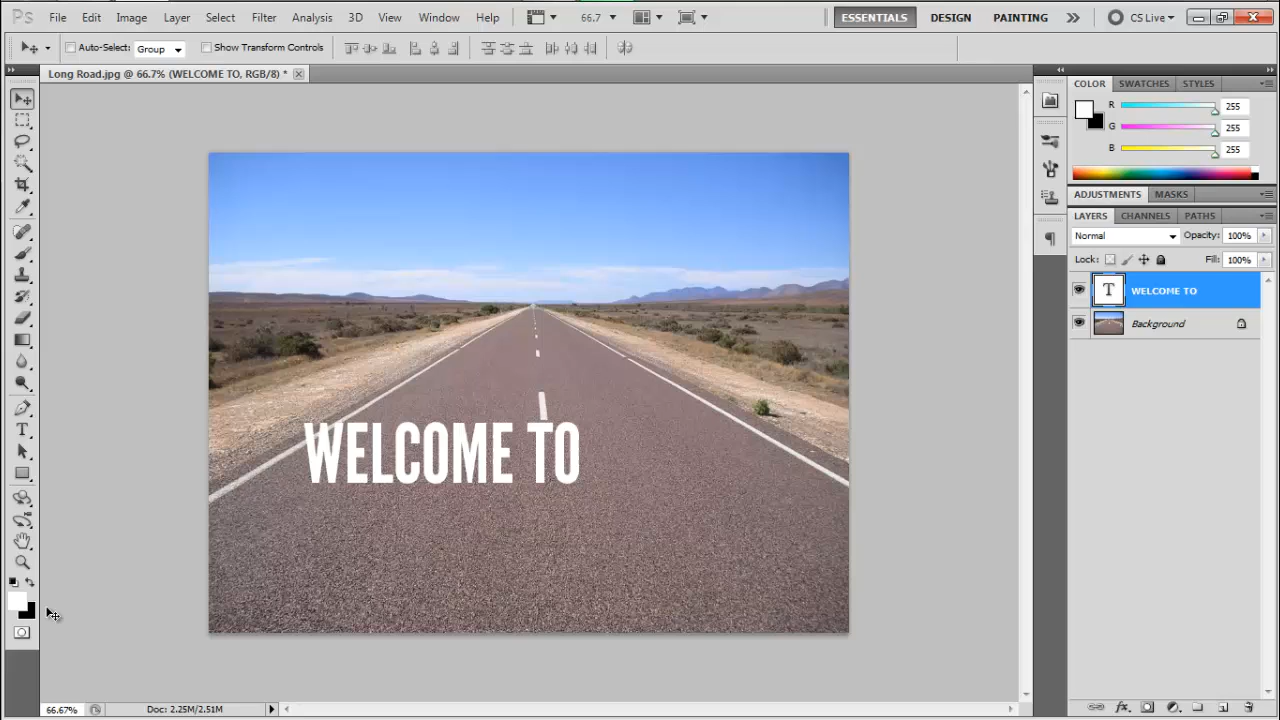 Ps File Edit Image Layer Select Filter Analysis 3D View Window Help 66.7 ESSENTIALS DESIGN PAINTING CS Live
Auto-Select: Group Show Transform Controls
Long Road.jpg @ 66.7% (WELCOME TO, RGB/8) *
COLOR SWATCHES STYLES
R 255
G 255
B 255
ADJUSTMENTS MASKS
LAYERS CHANNELS PATHS
Normal Opacity: 100%
Lock: Fill: 100%
T WELCOME TO
Background
WELCOME TO
66.67% Doc: 2.25M/2.51M